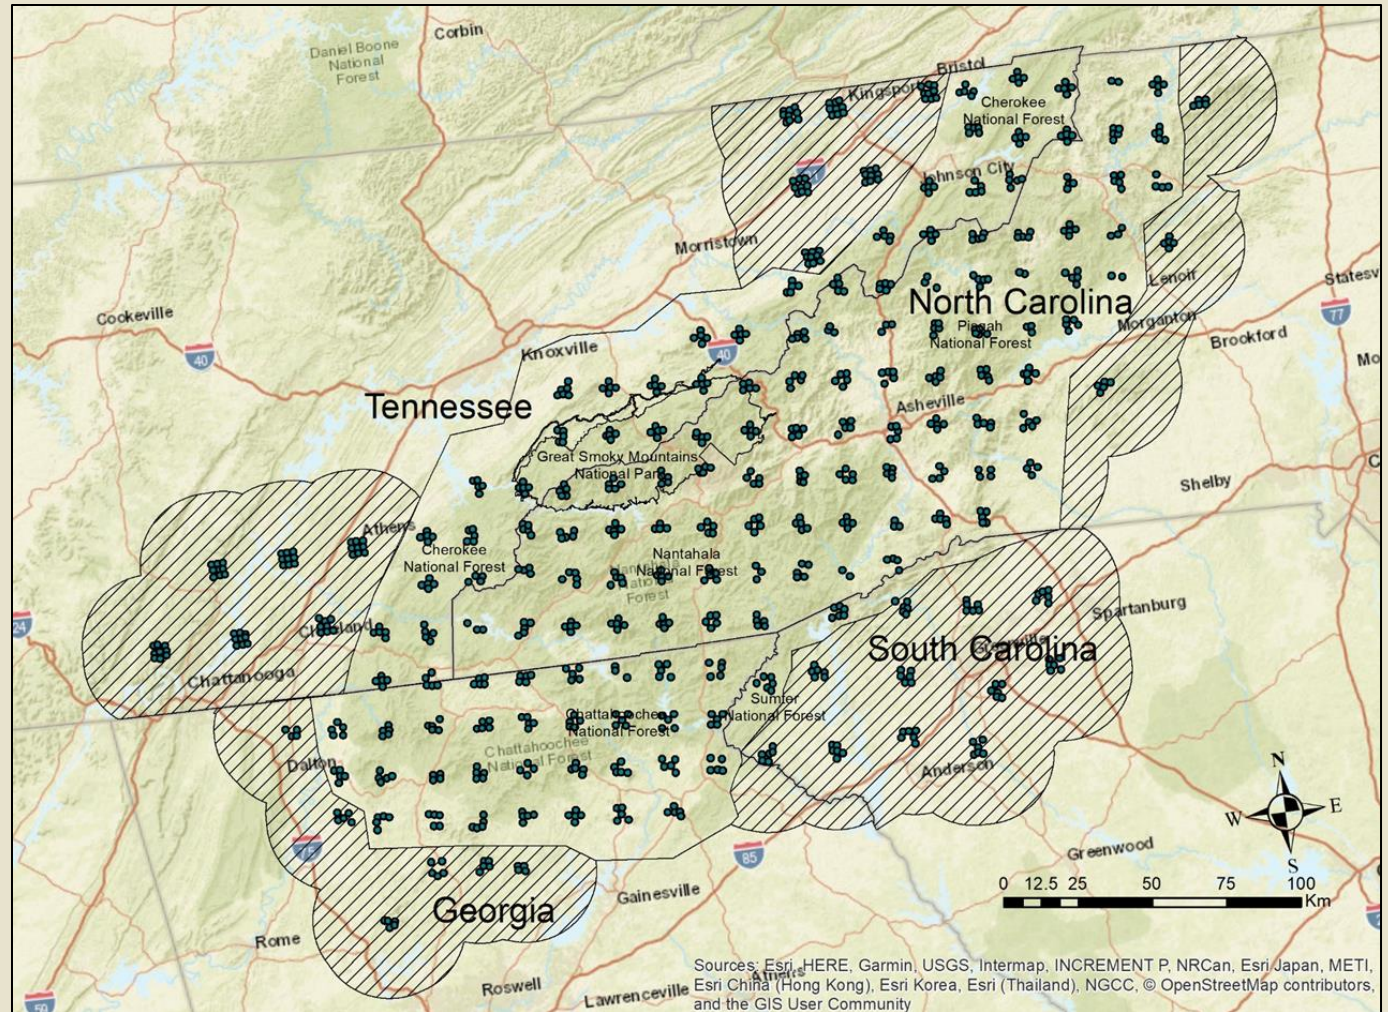 Corbin
Daniel Boone
National
Forest
Bristol
Kingsport
Cherokee
National Forest
Johnson City
Morristown
Lenoir
North Carolina
Statesv
77
Cookeville
Pisgah
National Forest
Morganton
Brookford
40
Knoxville
40
Mo
Tennessee
Asheville
Great Smoky Mountains
National Park
C
Shelby
Athens
Cherokee
National Forest
Nantahala
National Forest
National
Forest
24
Cleveland
Spartanburg
South Carolina
Chattanooga
Sumter
National Forest
Chattahoochee
National Forest
Chattahoochee
National Forest
Dalton
Anderson
N
W
E
S
75
85
Greenwood
0 12.5 25 50 75 100
Km
Gainesville
Georgia
Rome
Athens
Roswell
Lawrenceville
Sources: Esri, HERE, Garmin, USGS, Intermap, INCREMENT P, NRCan, Esri Japan, METI,
Esri China (Hong Kong), Esri Korea, Esri (Thailand), NGCC, © OpenStreetMap contributors,
and the GIS User Community